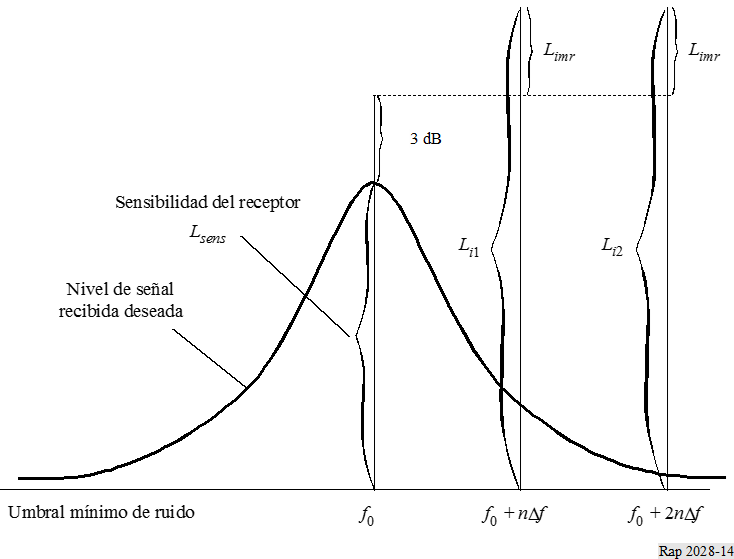 L_imr
L_imr
3 dB
Sensibilidad del receptor
L_sens
L_i1
L_i2
Nivel de señal
recibida deseada
Umbral mínimo de ruido
f_0
f_0 + nΔf
f_0 + 2nΔf
Rap 2028-14